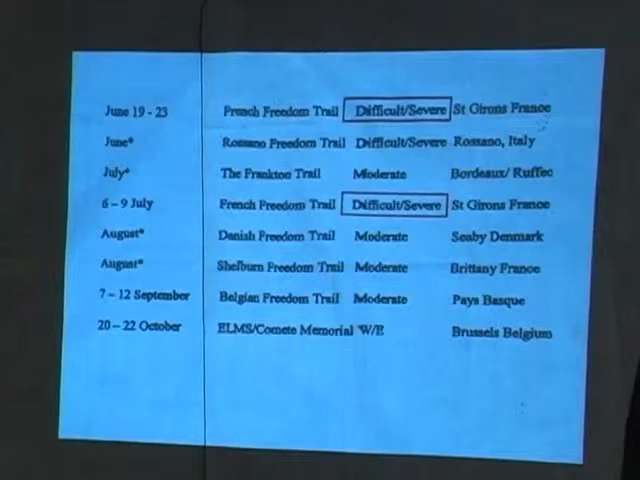 June 19 - 23 French Freedom Trail Difficult/Severe St Girons France
June* Rossano Freedom Trail Difficult/Severe Rossano, Italy
July* The Frankton Trail Moderate Bordeaux/ Ruffec
6 – 9 July French Freedom Trail Difficult/Severe St Girons France
August* Danish Freedom Trail Moderate Seaby Denmark
August* Shelburn Freedom Trail Moderate Brittany France
7 – 12 September Belgian Freedom Trail Moderate Pays Basque
20 – 22 October ELMS/Comete Memorial W/E Brussels Belgium